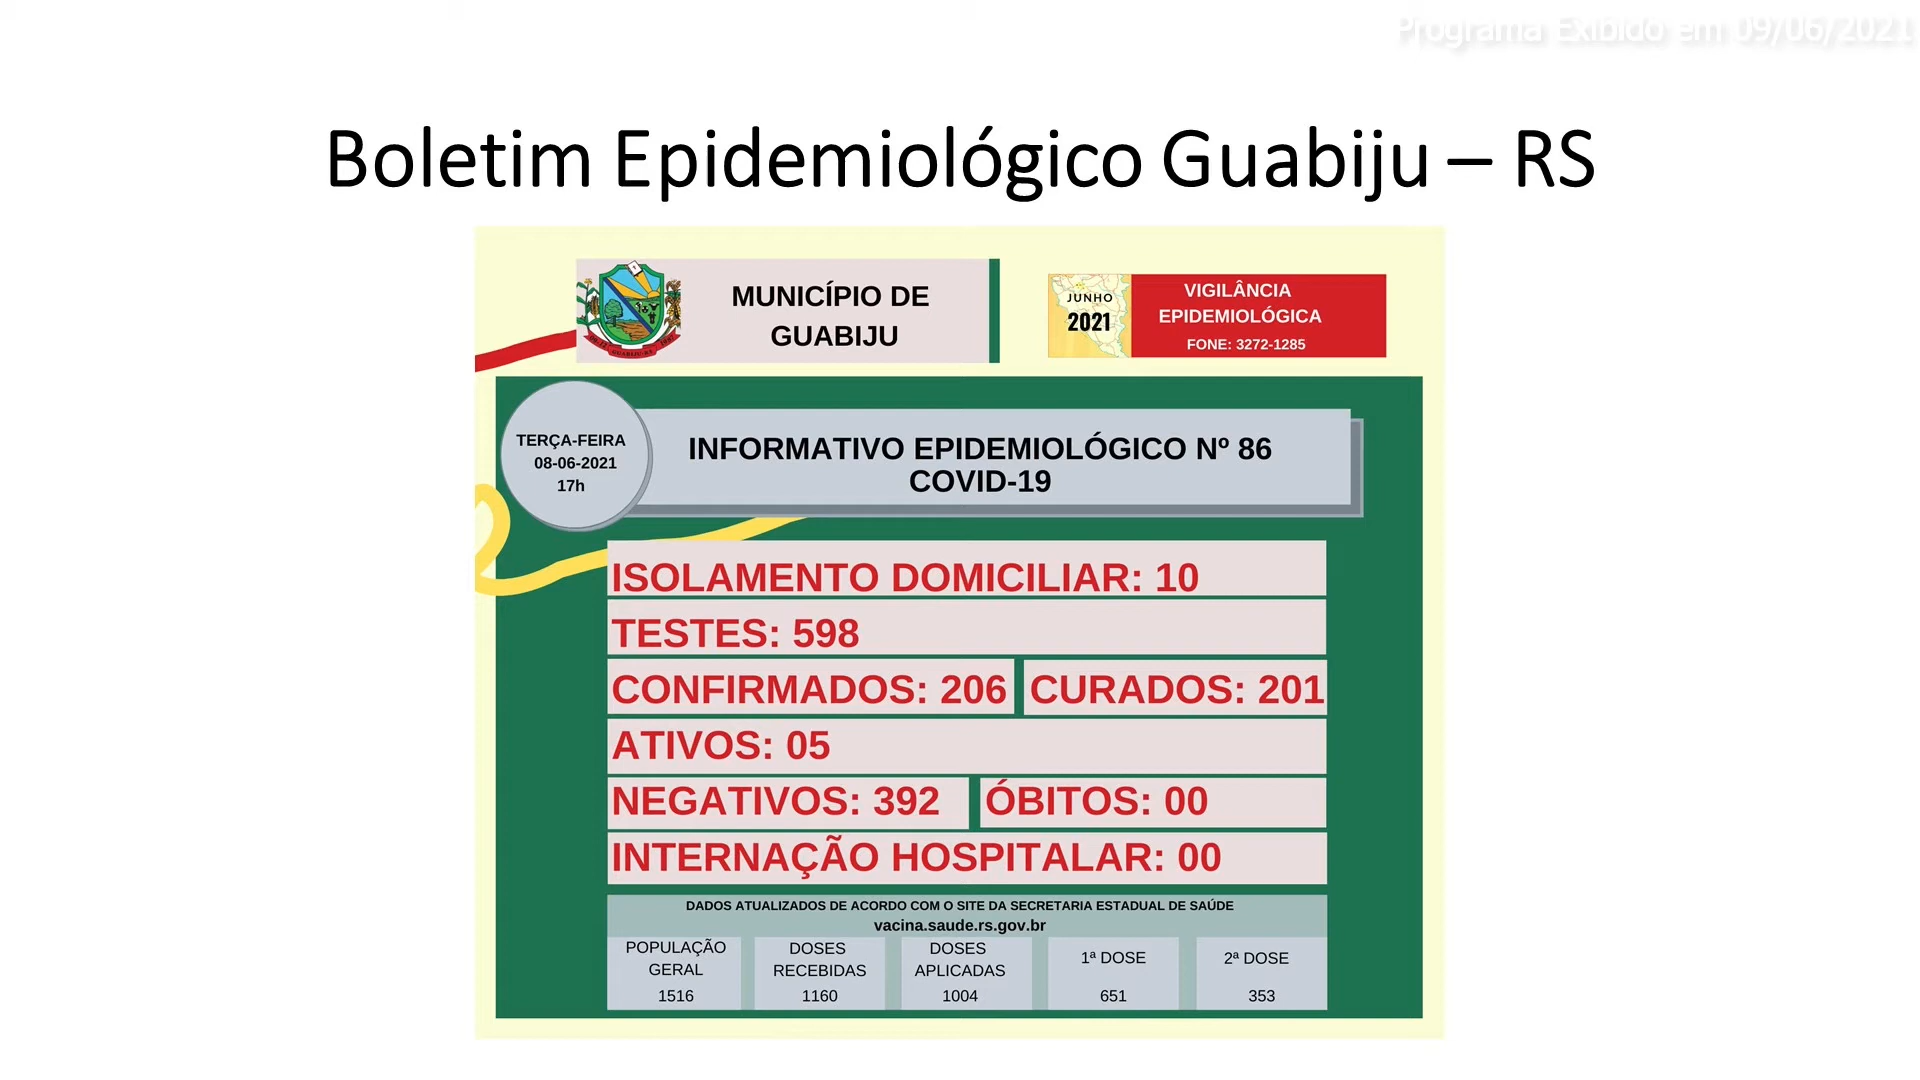 Programa Exibido em 09/06/2021
Boletim Epidemiológico Guabiju – RS
MUNICÍPIO DE
GUABIJU
JUNHO
2021
VIGILÂNCIA
EPIDEMIOLÓGICA
FONE: 3272-1285
TERÇA-FEIRA
08-06-2021
17h
INFORMATIVO EPIDEMIOLÓGICO Nº 86
COVID-19
ISOLAMENTO DOMICILIAR: 10
TESTES: 598
CONFIRMADOS: 206
CURADOS: 201
ATIVOS: 05
NEGATIVOS: 392
ÓBITOS: 00
INTERNAÇÃO HOSPITALAR: 00
DADOS ATUALIZADOS DE ACORDO COM O SITE DA SECRETARIA ESTADUAL DE SAÚDE
vacina.saude.rs.gov.br
POPULAÇÃO
GERAL
1516
DOSES
RECEBIDAS
1160
DOSES
APLICADAS
1004
1ª DOSE
651
2ª DOSE
353